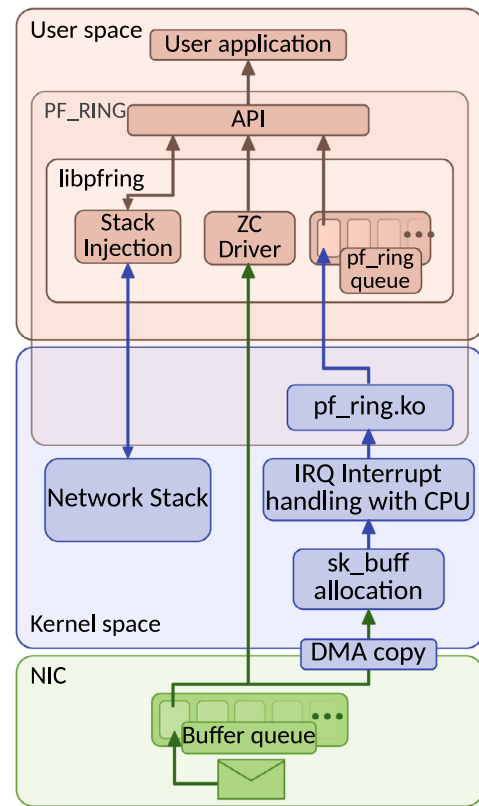 User space
User application
PF_RING
API
libpfring
Stack
Injection
ZC
Driver
pf_ring
queue
pf_ring.ko
Network Stack
IRQ Interrupt
handling with CPU
sk_buff
allocation
Kernel space
DMA copy
NIC
Buffer queue